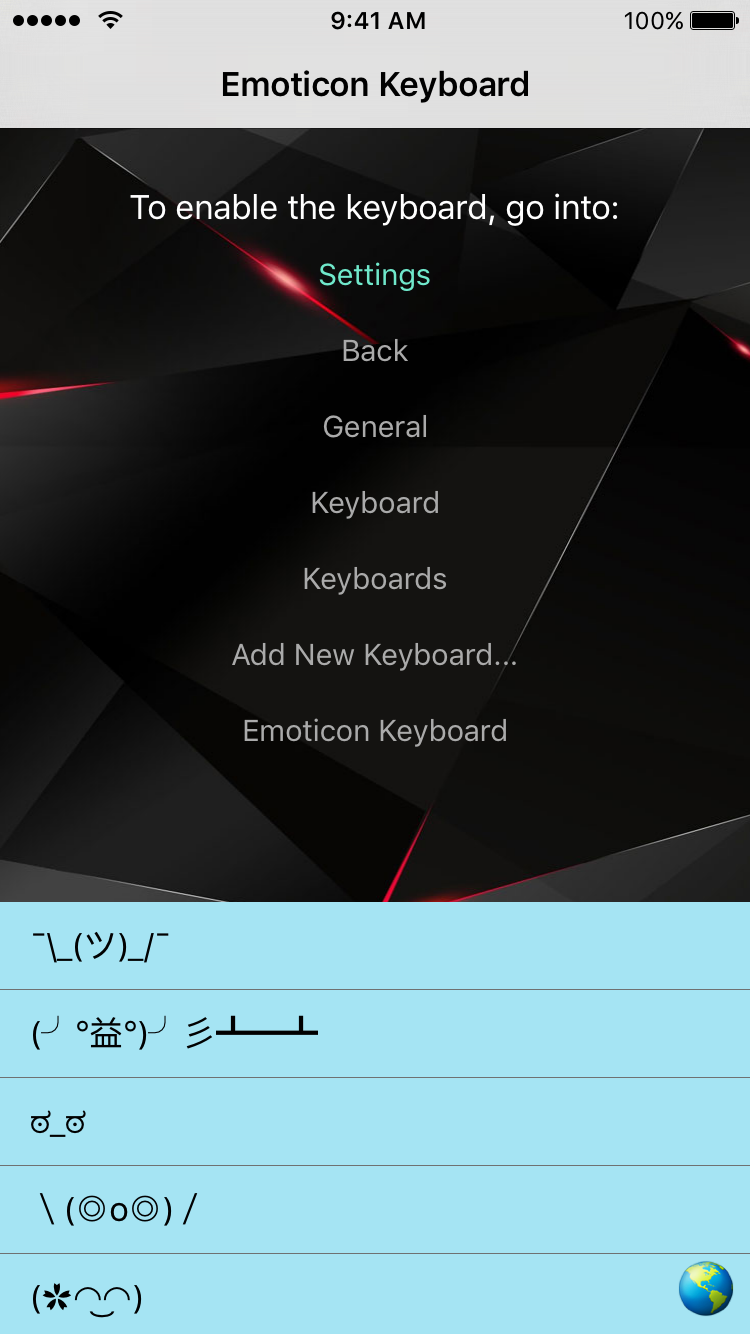 9:41 AM 100%
Emoticon Keyboard
To enable the keyboard, go into:
Settings
Back
General
Keyboard
Keyboards
Add New Keyboard...
Emoticon Keyboard
¯\_(ツ)_/¯
(╯°益°)╯彡┻━┻
ಠ_ಠ
\(◎o◎)/
(✿◠‿◠)